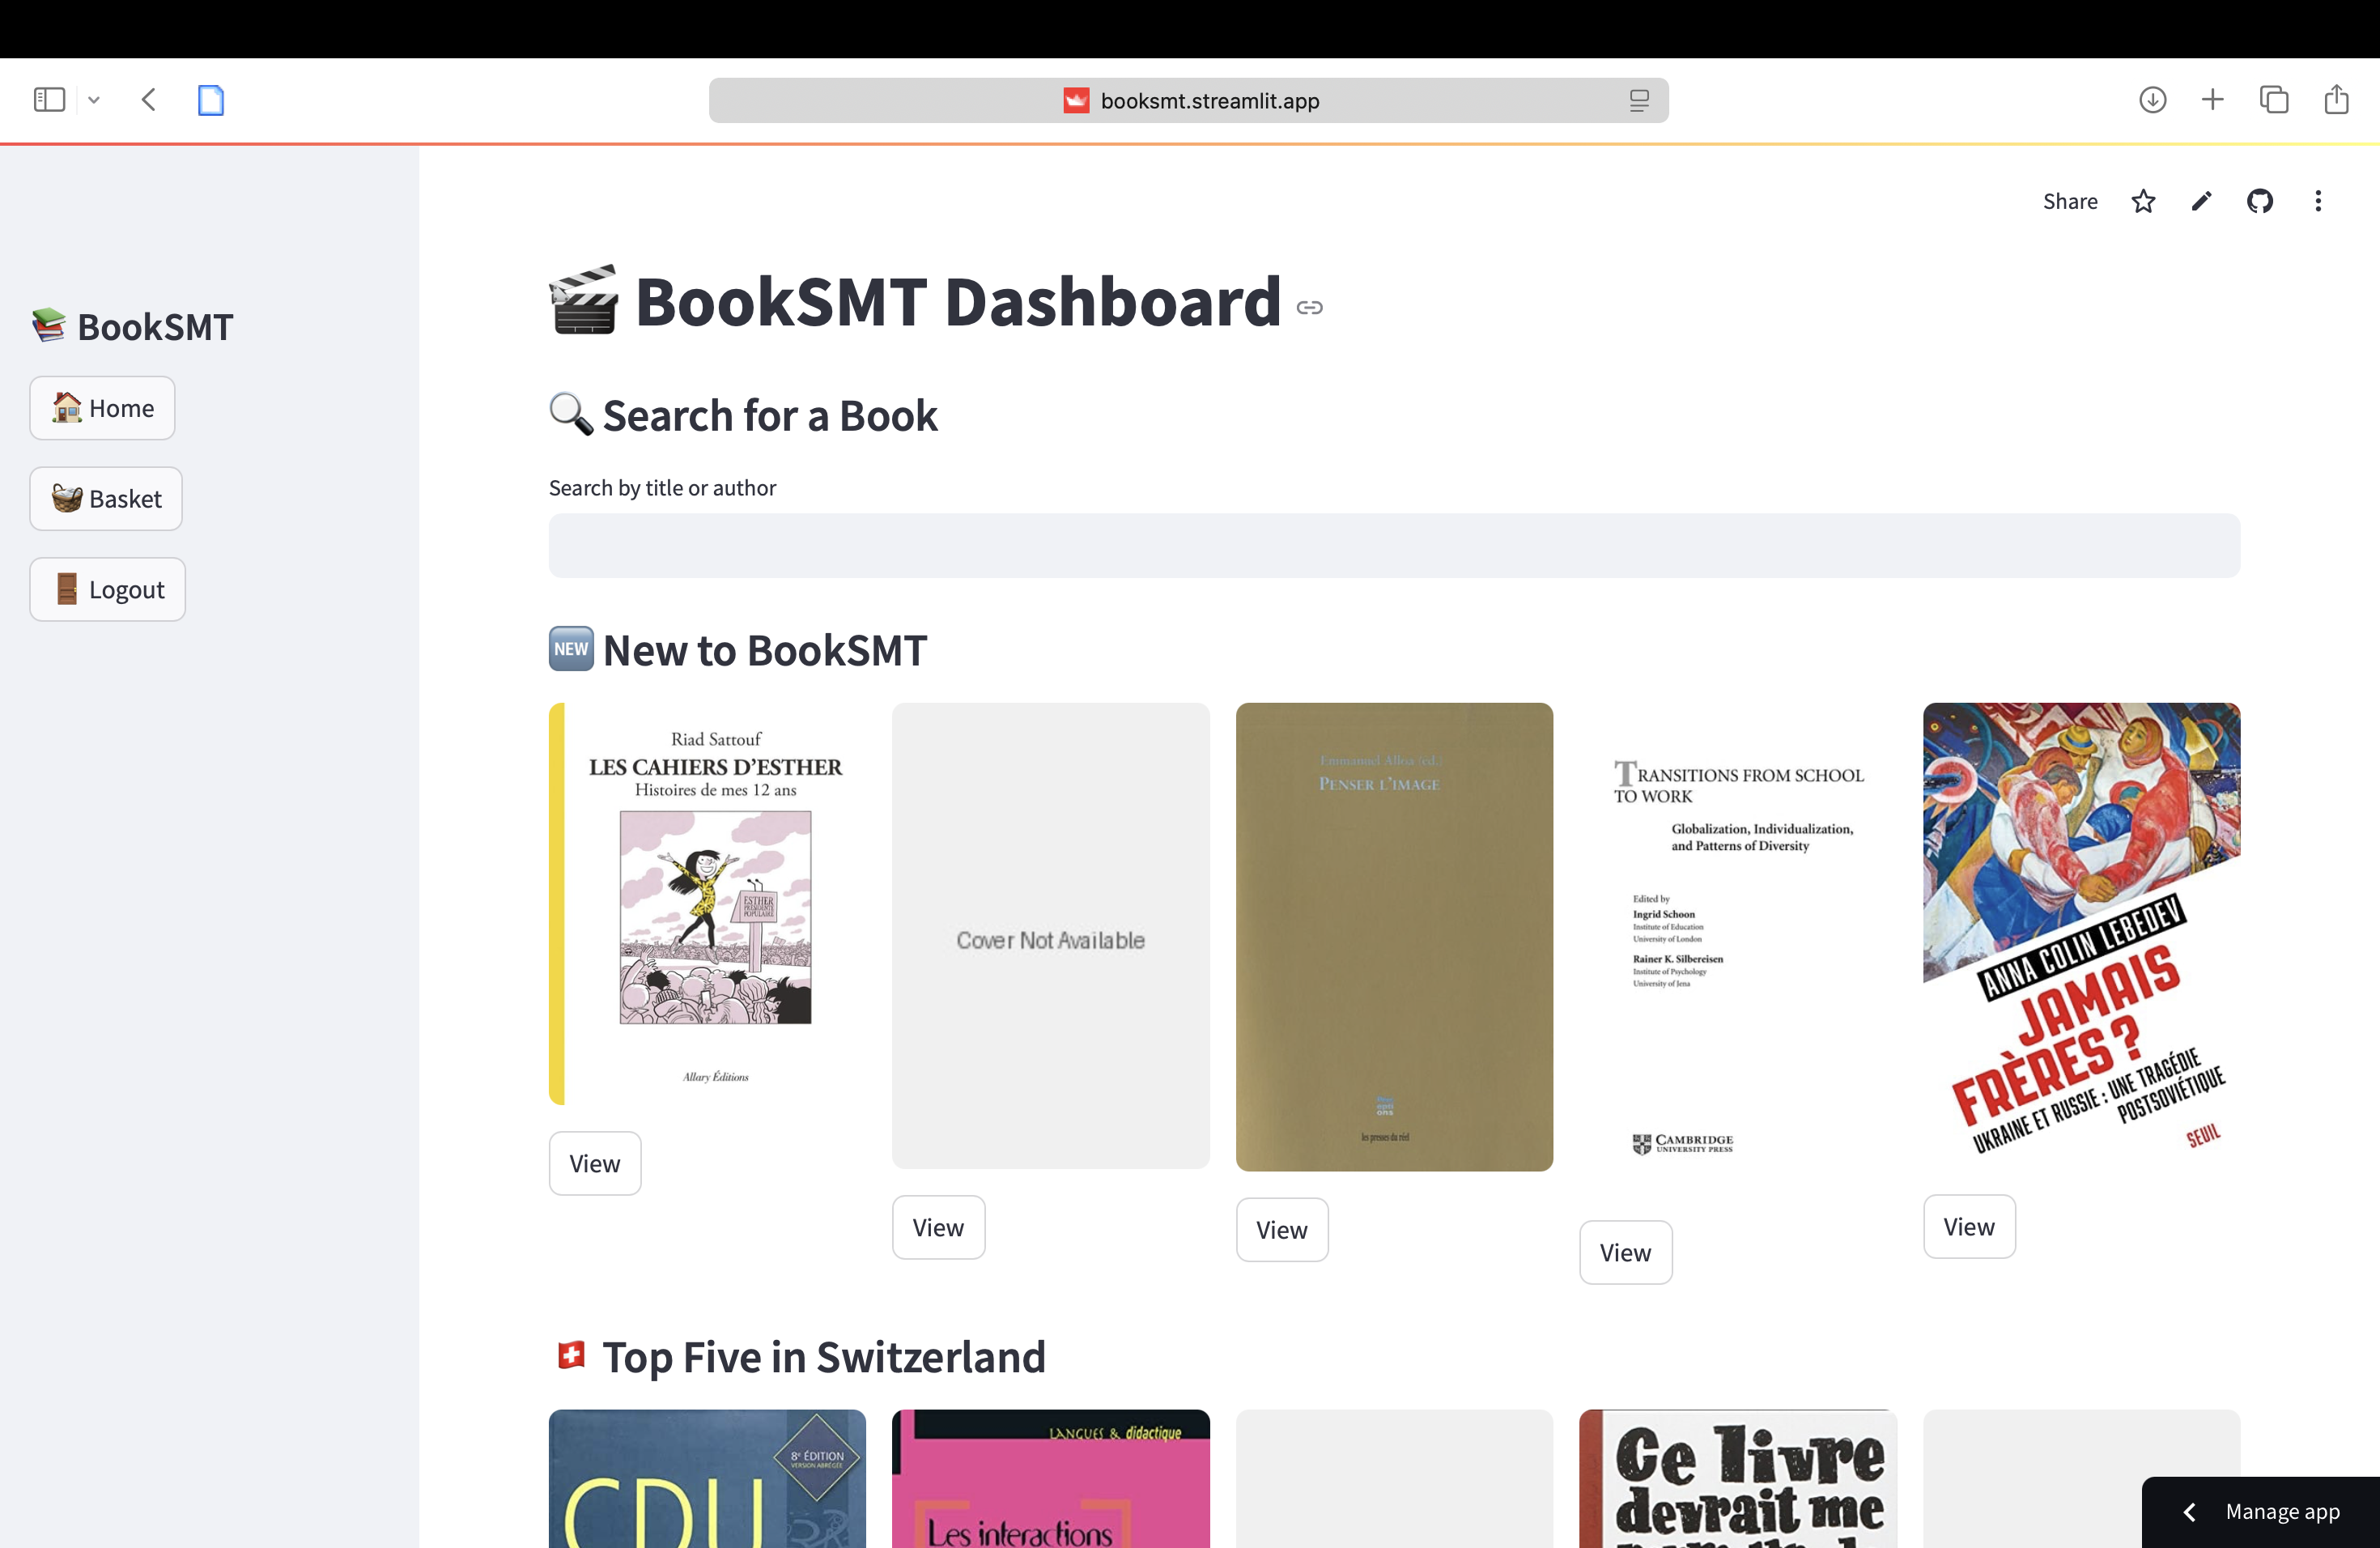 booksmt.streamlit.app
Share
BookSMT
Home
Basket
Logout
BookSMT Dashboard
Search for a Book
Search by title or author
NEW New to BookSMT
Riad Sattouf
LES CAHIERS D'ESTHER
Histoires de mes 12 ans
ESTHER
PRÉSIDENTE
POPULAIRE
Allary Éditions
View
Cover Not Available
View
Emmanuel Alloa (éd.)
PENSER L'IMAGE
les presses du réel
View
TRANSITIONS FROM SCHOOL
TO WORK
Globalization, Individualization,
and Patterns of Diversity
Edited by
Ingrid Schoon
Institute of Education
University of London
Rainer K. Silbereisen
Institute of Psychology
University of Jena
CAMBRIDGE
UNIVERSITY PRESS
View
ANNA COLIN LEBEDEV
JAMAIS
FRÈRES ?
UKRAINE ET RUSSIE : UNE TRAGÉDIE
POSTSOVIÉTIQUE
SEUIL
View
Top Five in Switzerland
8e ÉDITION
VERSION ABRÉGÉE
CDU
LANGUES & didactique
Les interactions
Ce livre
devrait me
Manage app